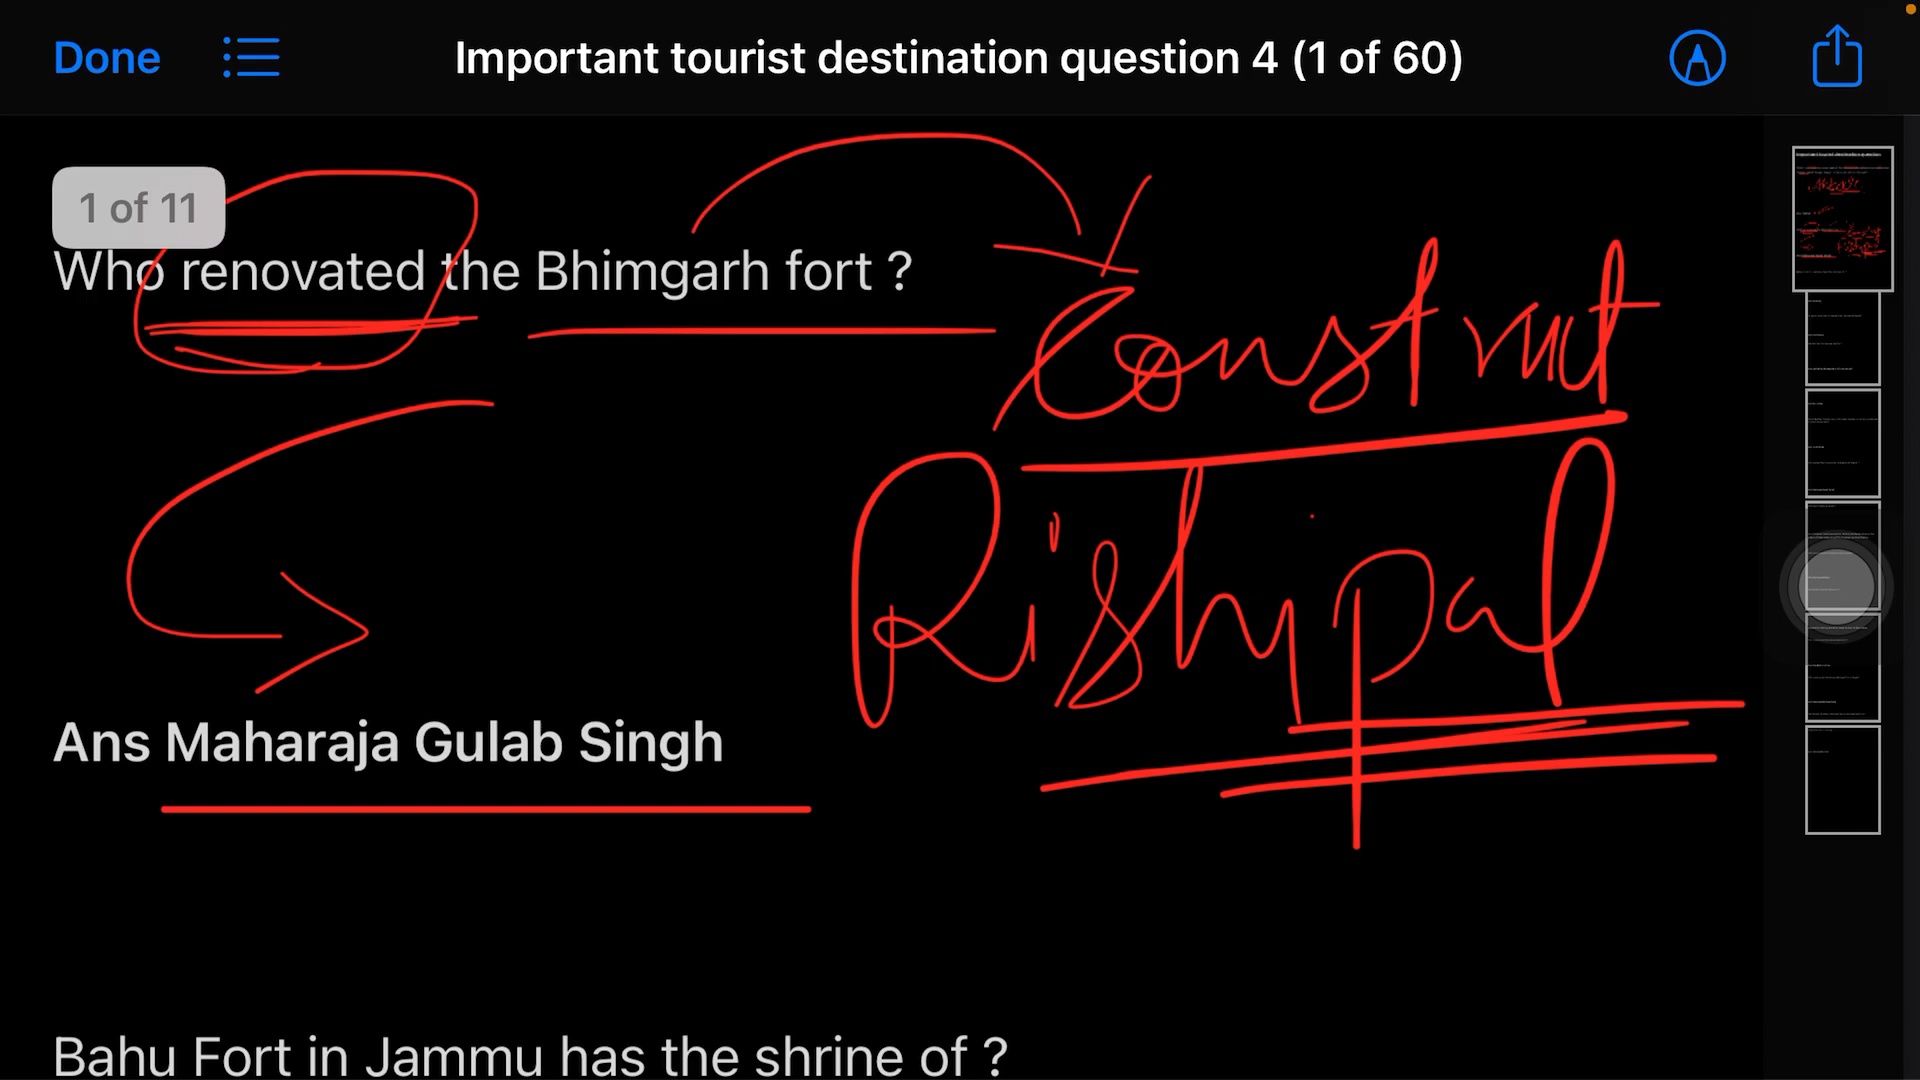 Done
Important tourist destination question 4 (1 of 60)
1 of 11
Who renovated the Bhimgarh fort ?
Construct
Rishipal
Ans Maharaja Gulab Singh
Bahu Fort in Jammu has the shrine of ?